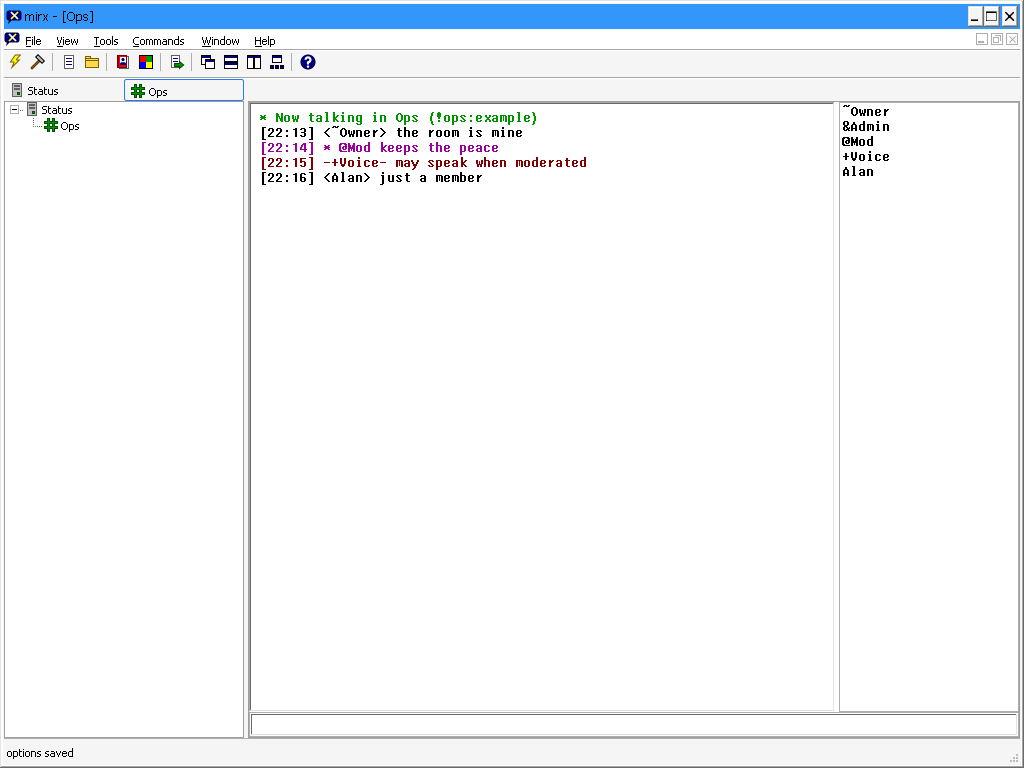 mirx - [Ops]
File View Tools Commands Window Help
Status Ops
Status
Ops
* Now talking in Ops (!ops:example)
[22:13] <~Owner> the room is mine
[22:14] * @Mod keeps the peace
[22:15] -+Voice- may speak when moderated
[22:16] <Alan> just a member
~Owner
&Admin
@Mod
+Voice
Alan
options saved